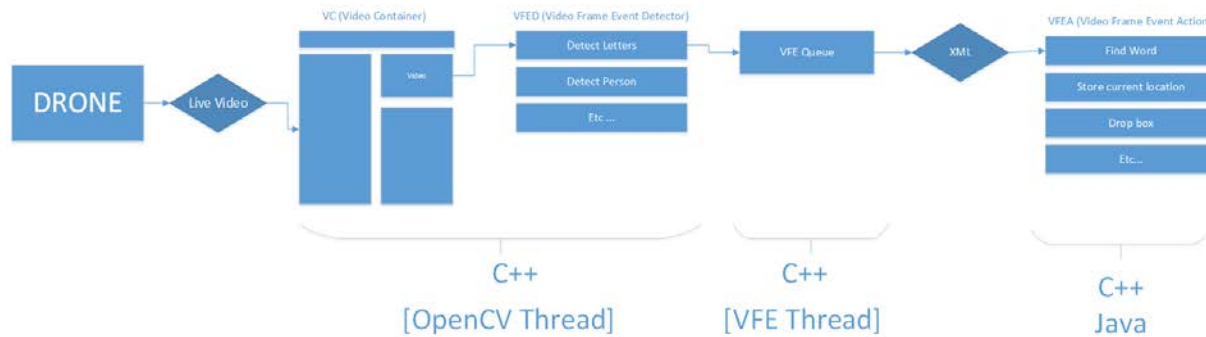 VC (Video Container)
VFED (Video Frame Event Detector)
VFEA (Video Frame Event Action
DRONE
Live Video
Video
Detect Letters
Detect Person
Etc ...
VFE Queue
XML
Find Word
Store current location
Drop box
Etc...
C++
[OpenCV Thread]
C++
[VFE Thread]
C++
Java